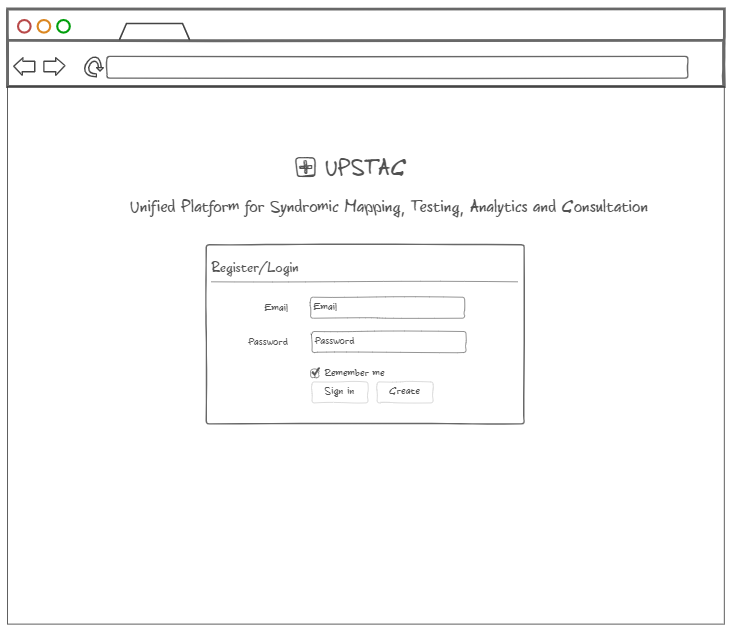 UPSTAC
Unified Platform for Syndromic Mapping, Testing, Analytics and Consultation
Register/Login
Email Email
Password Password
Remember me
Sign in Create